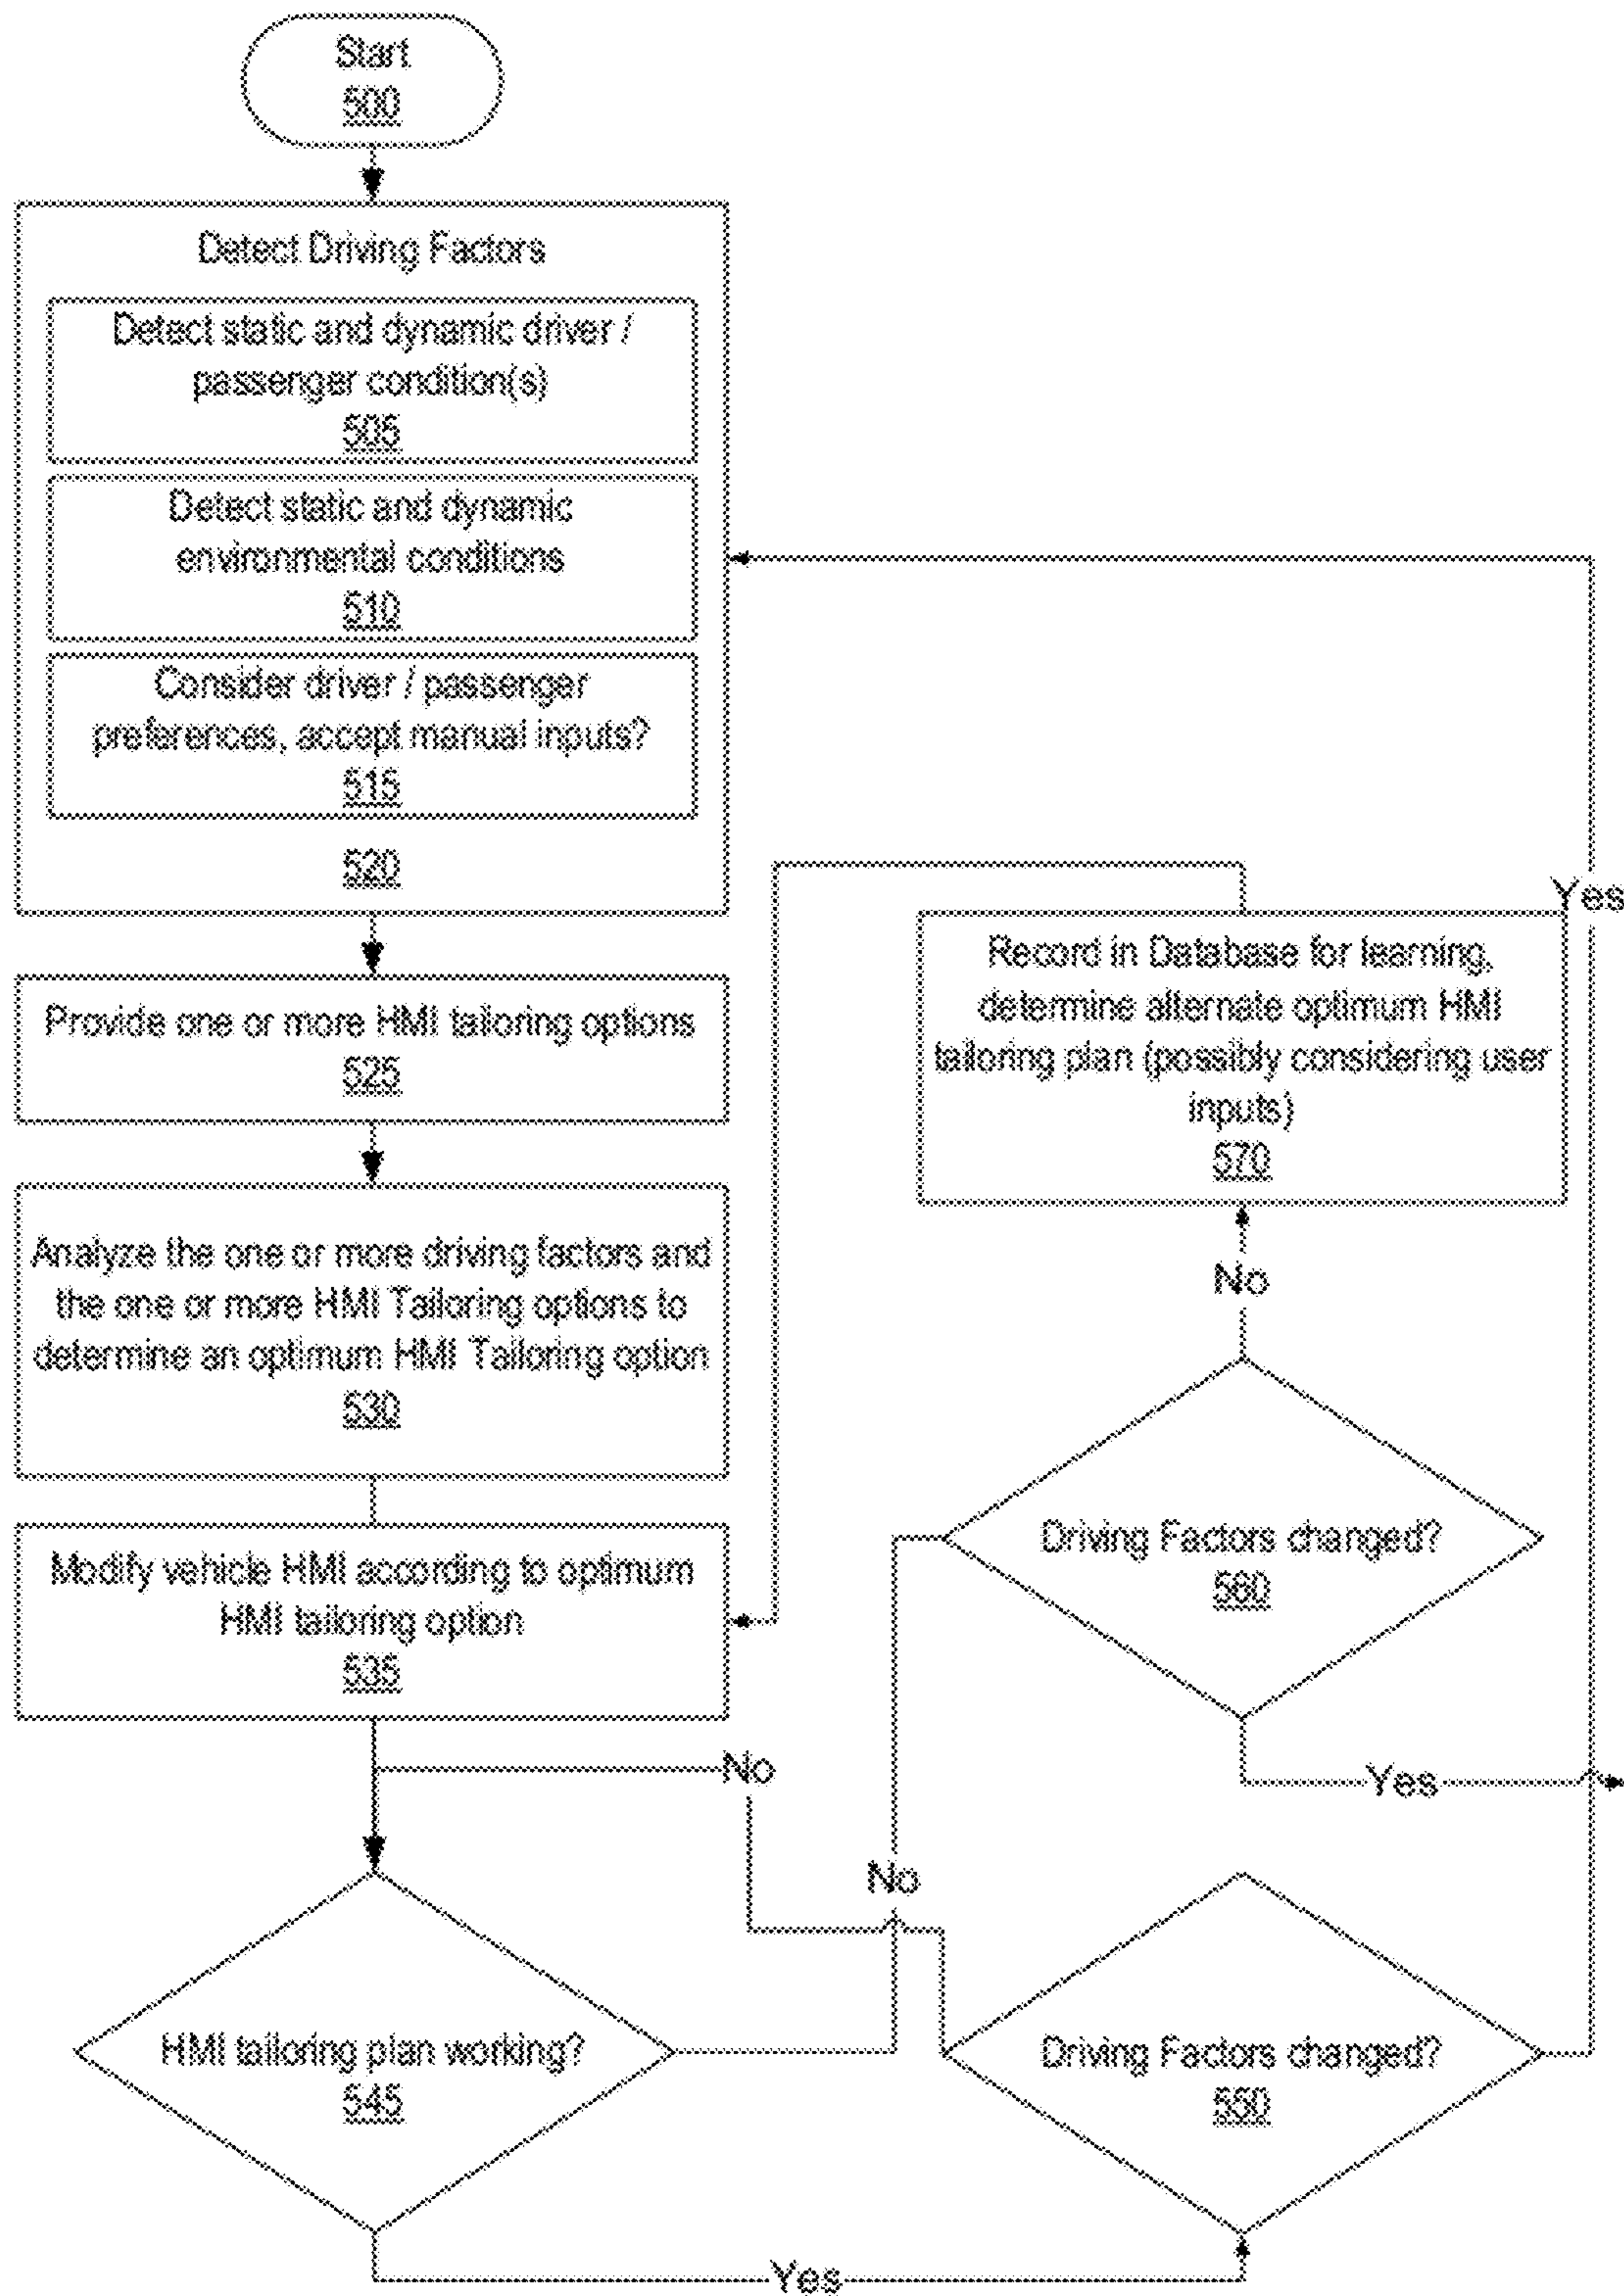 Start
500
Detect Driving Factors
Detect static and dynamic driver /
passenger condition(s)
505
Detect static and dynamic
environmental conditions
510
Consider driver / passenger
preferences, accept manual inputs?
515
520
Provide one or more HMI tailoring options
525
Analyze the one or more driving factors and
the one or more HMI Tailoring options to
determine an optimum HMI Tailoring option
530
Modify vehicle HMI according to optimum
HMI tailoring option
535
No
HMI tailoring plan working?
545
Yes
No
Yes
Record in Database for learning,
determine alternate optimum HMI
tailoring plan (possibly considering user
inputs)
570
No
Driving Factors changed?
560
Yes
Driving Factors changed?
550